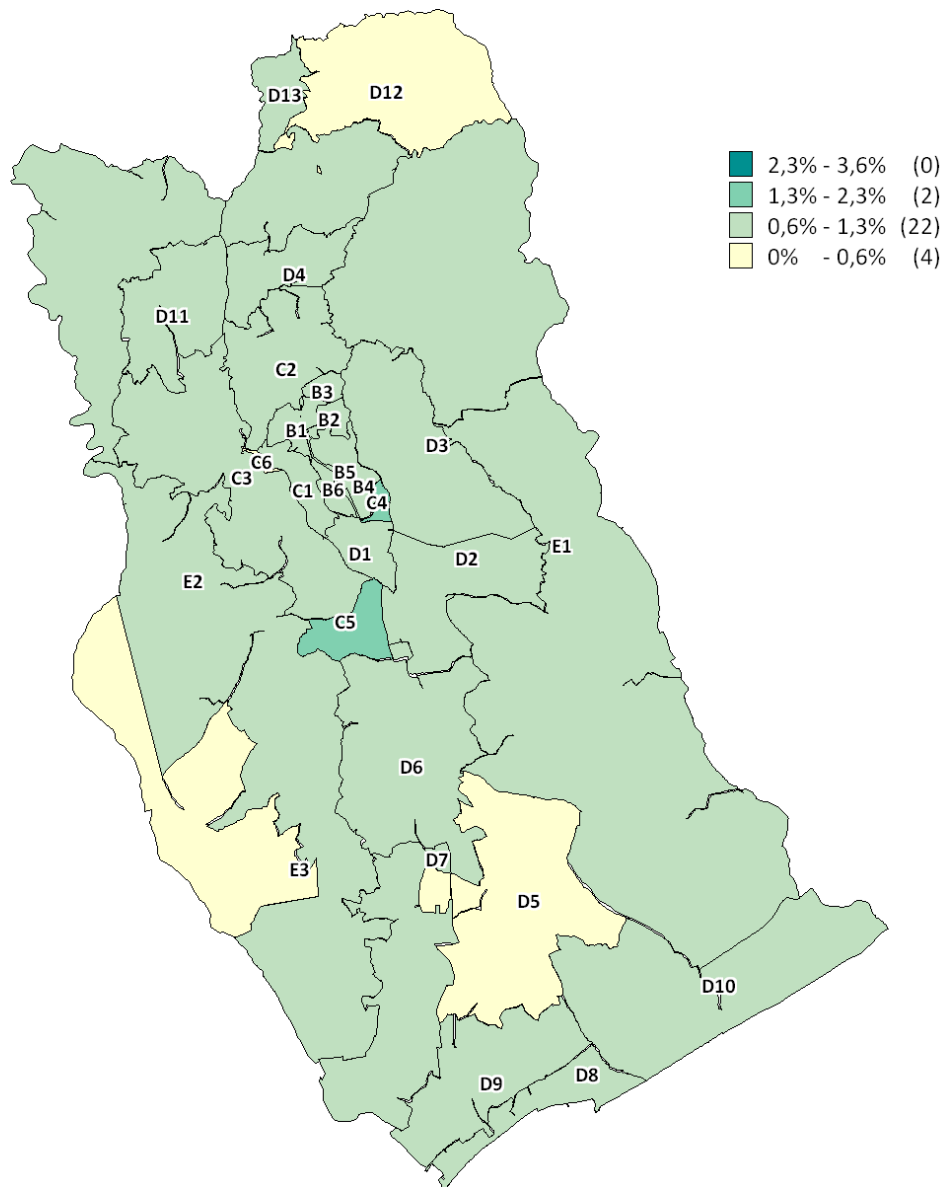 D13
D12
2,3% - 3,6% (0)
1,3% - 2,3% (2)
0,6% - 1,3% (22)
0% - 0,6% (4)
D4
D11
C2
B3
B2
B1
D3
C6
B5
C3
C1
B6
B4
C4
D1
D2
E1
E2
C5
D6
D7
E3
D5
D10
D9
D8